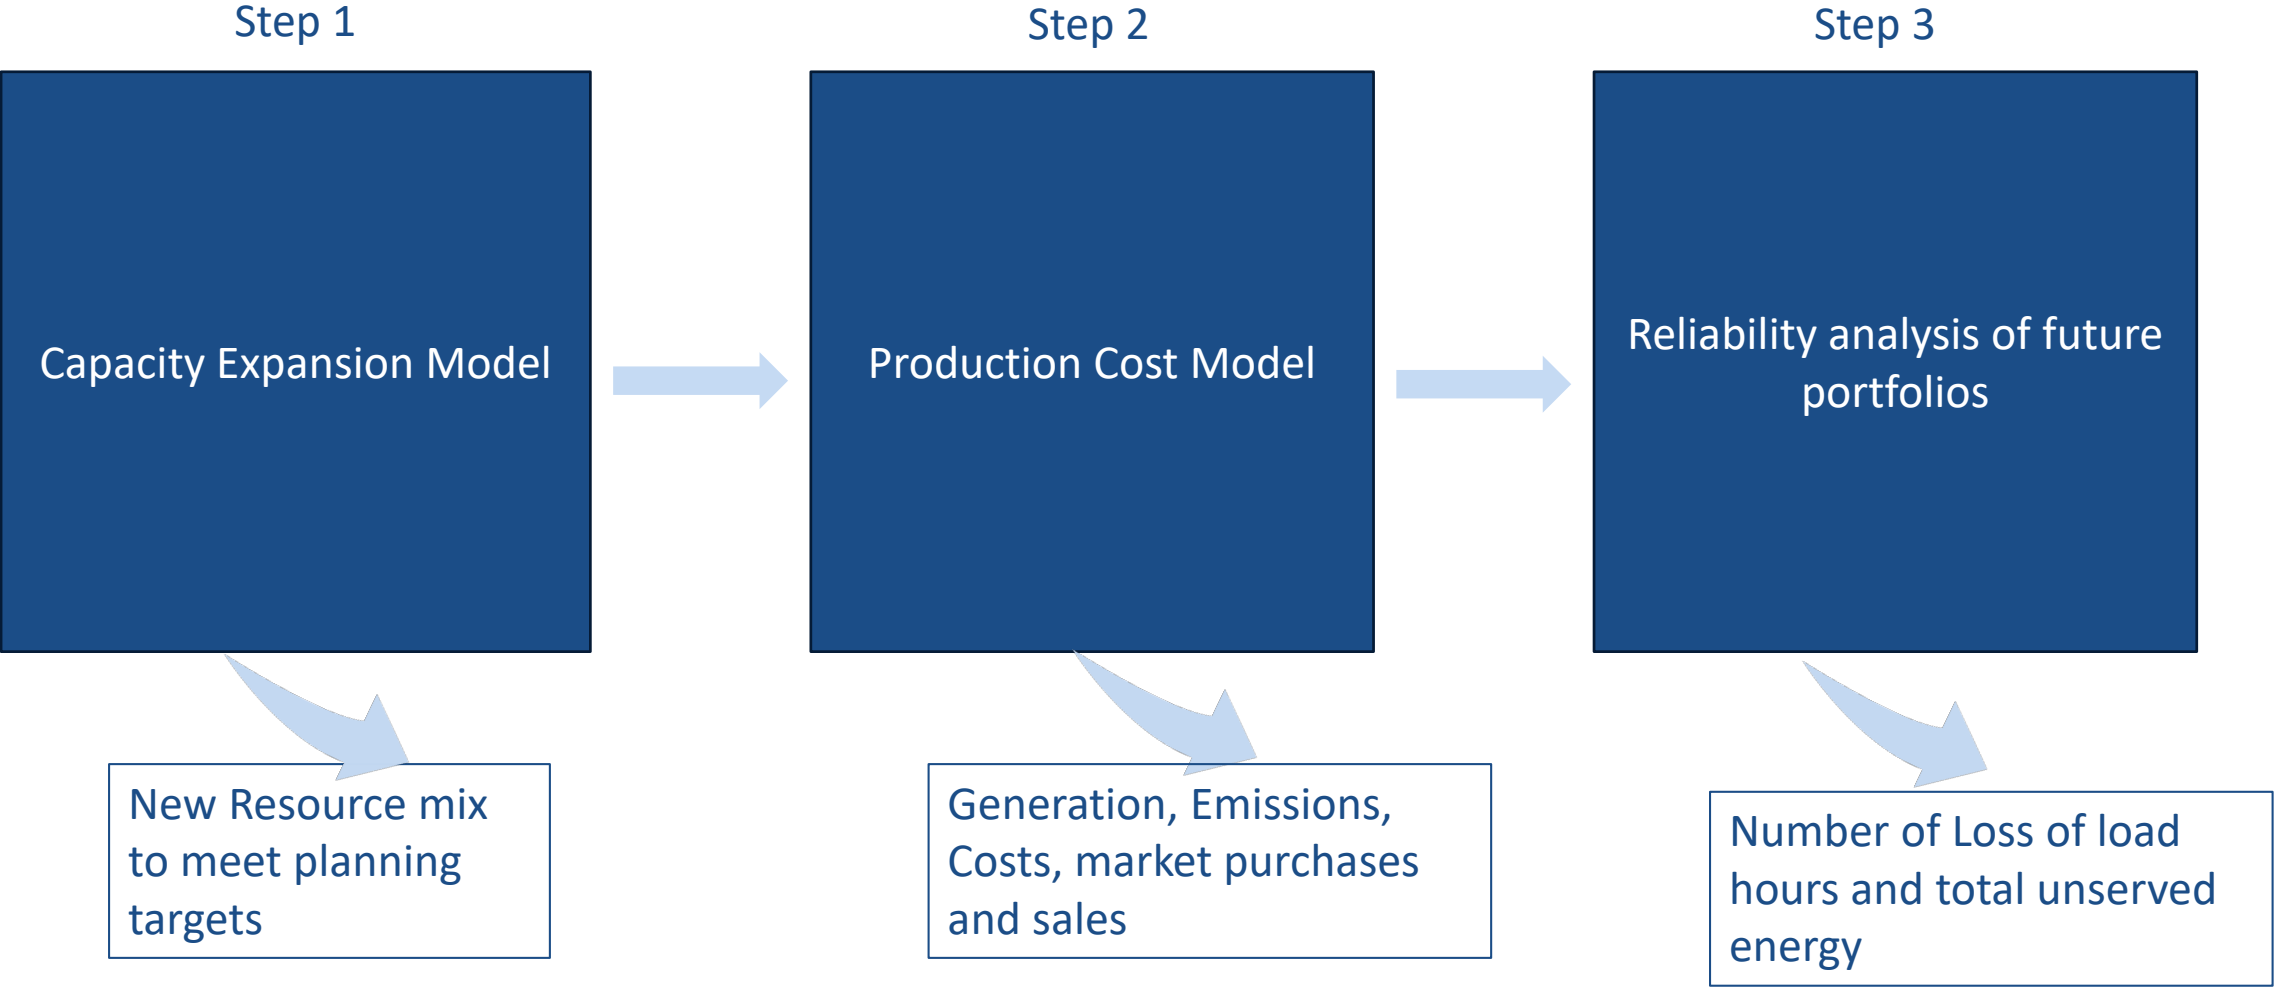 Step 1
Step 2
Step 3
Capacity Expansion Model
Production Cost Model
Reliability analysis of future
portfolios
New Resource mix
to meet planning
targets
Generation, Emissions,
Costs, market purchases
and sales
Number of Loss of load
hours and total unserved
energy